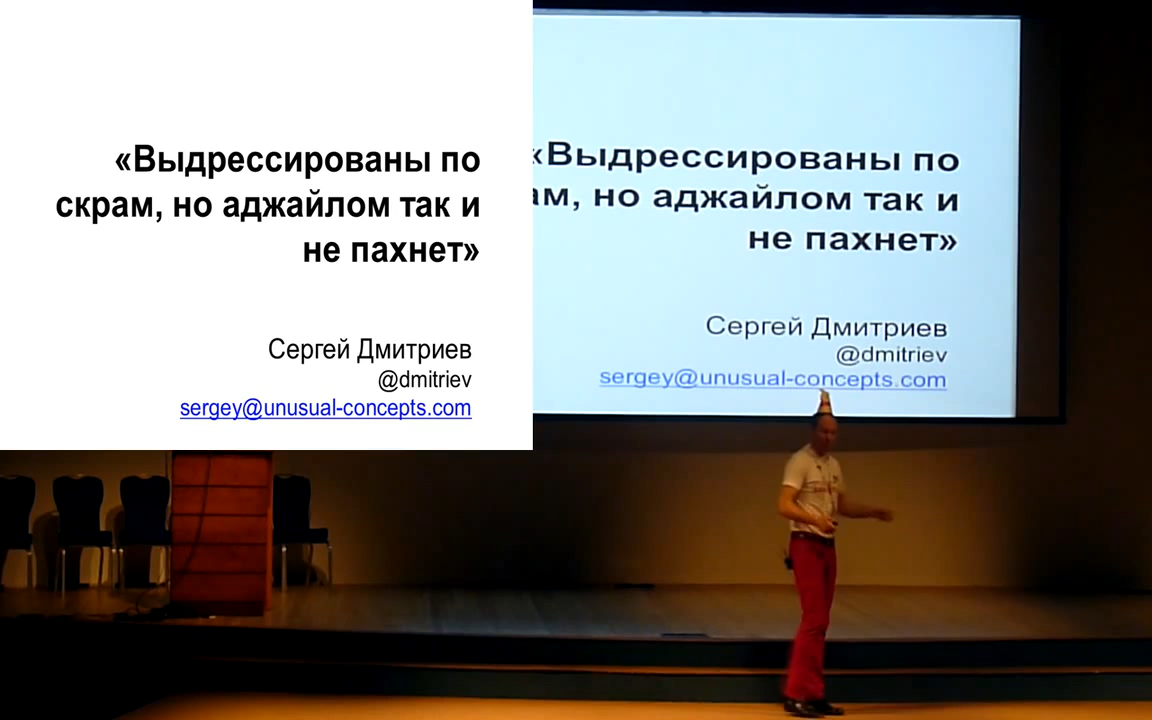 «Выдрессированы по
скрам, но аджайлом так и
не пахнет»
Сергей Дмитриев
@dmitriev
sergey@unusual-concepts.com
«Выдрессированы по
ам, но аджайлом так и
не пахнет»
Сергей Дмитриев
@dmitriev
sergey@unusual-concepts.com